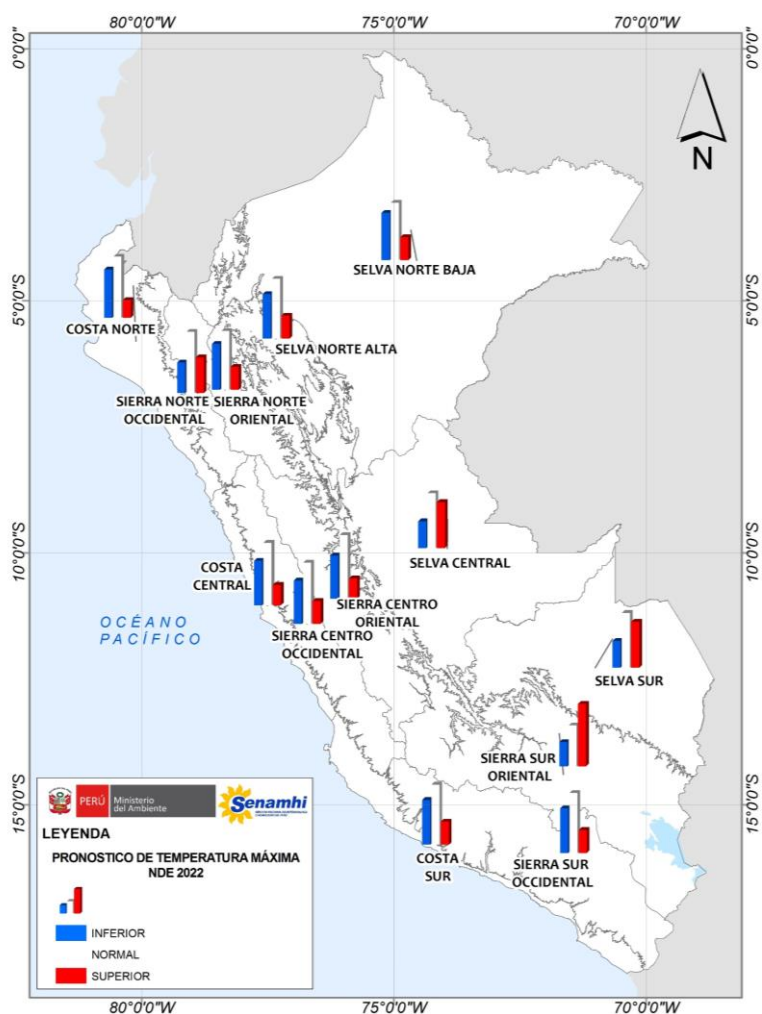 80°0'0"W
75°0'0"W
70°0'0"W
0°0'0"
0°0'0"
N
SELVA NORTE BAJA
5°0'0"S
5°0'0"S
COSTA NORTE
SELVA NORTE ALTA
SIERRA NORTE
OCCIDENTAL
SIERRA NORTE
ORIENTAL
10°0'0"S
10°0'0"S
SELVA CENTRAL
COSTA
CENTRAL
SIERRA CENTRO
ORIENTAL
SIERRA CENTRO
OCCIDENTAL
OCÉANO
PACÍFICO
SELVA SUR
SIERRA SUR
ORIENTAL
15°0'0"S
15°0'0"S
COSTA
SUR
SIERRA SUR
OCCIDENTAL
PERÚ
Ministerio
del Ambiente
Senamhi
LEYENDA
PRONOSTICO DE TEMPERATURA MÁXIMA
NDE 2022
INFERIOR
NORMAL
SUPERIOR
80°0'0"W
75°0'0"W
70°0'0"W